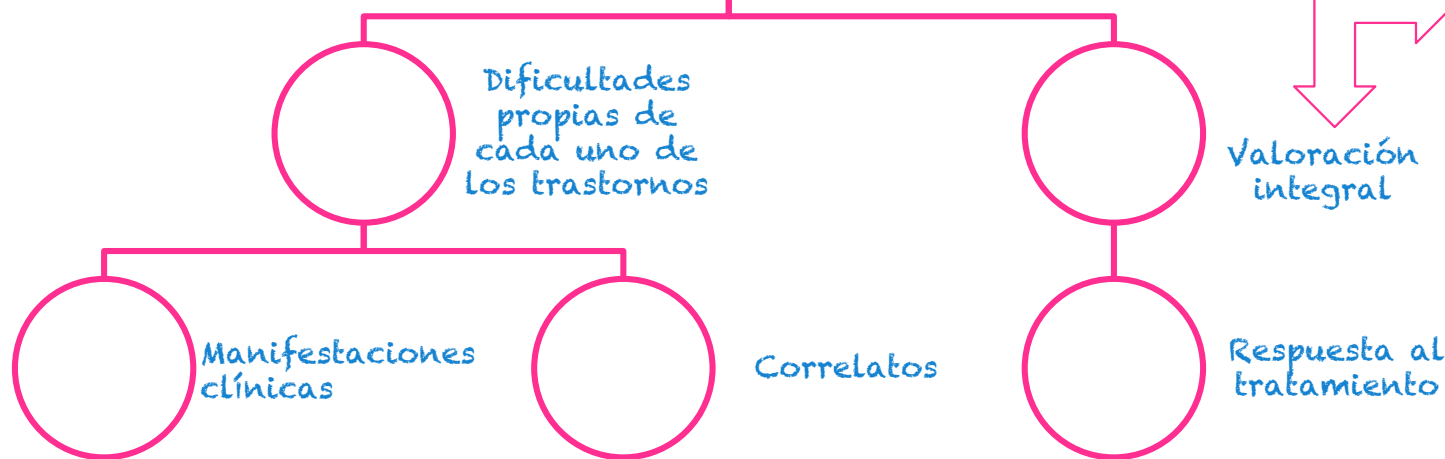 Dificultades
propias de
cada uno de
los trastornos
Valoración
integral
Manifestaciones
clínicas
Correlatos
Respuesta al
tratamiento